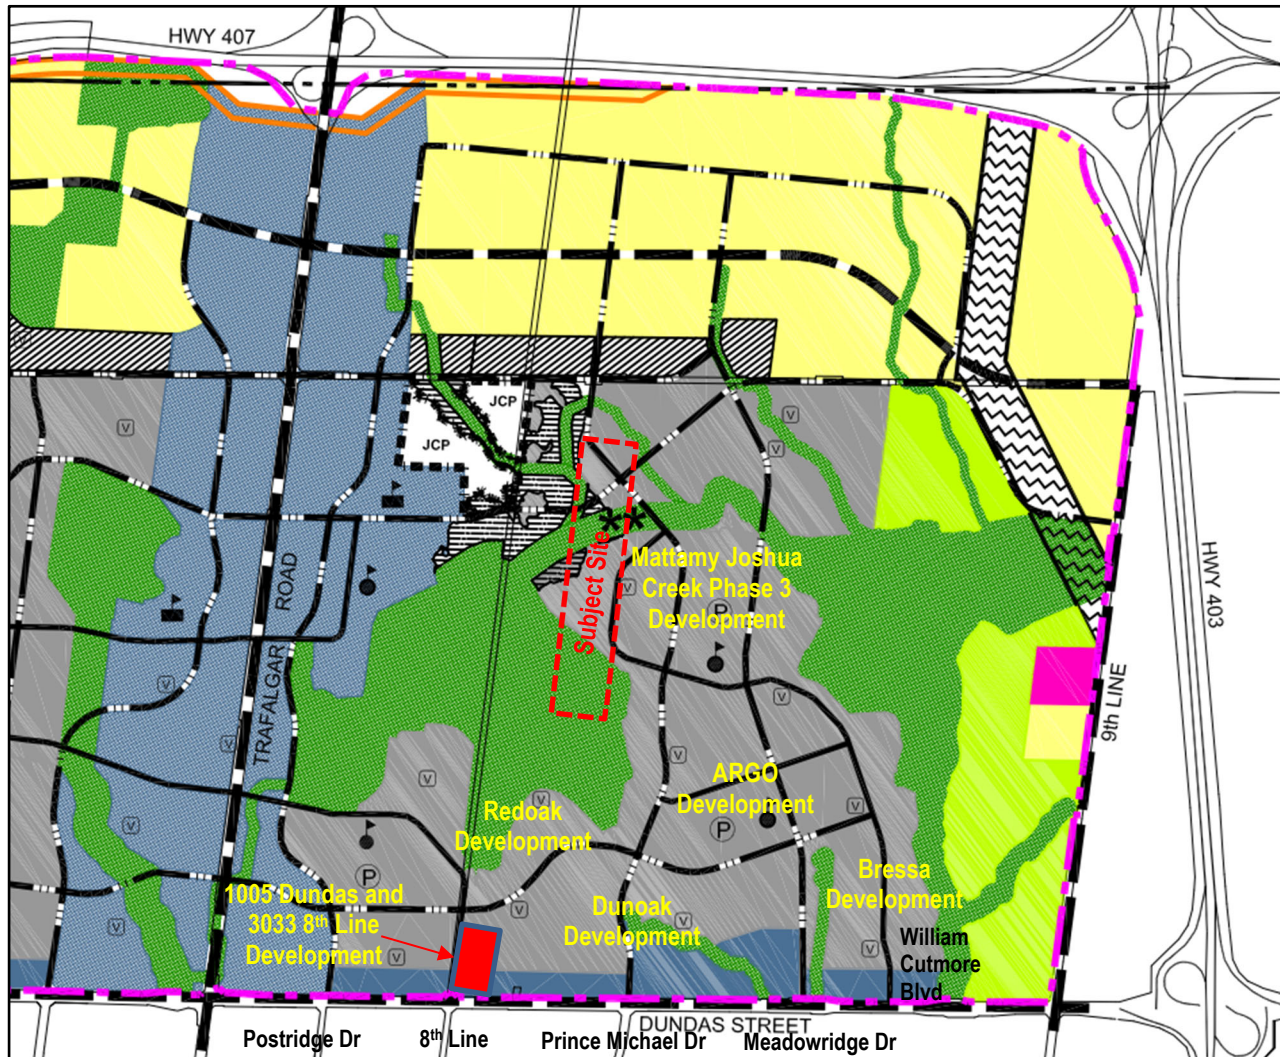 HWY 407
JCP
JCP
V
V
V
Subject Site
Mattamy Joshua
Creek Phase 3
Development
V
P
HWY 403
TRAFALGAR ROAD
V
V
9th LINE
V
V
V
ARGO
Development
V
V
Redoak
Development
V
P
V
P
1005 Dundas and
3033 8th Line
Development
Bressa
Development
V
Dunoak
Development
V
V
V
V
William
Cutmore
Blvd
DUNDAS STREET
Postridge Dr
8th Line
Prince Michael Dr
Meadowridge Dr